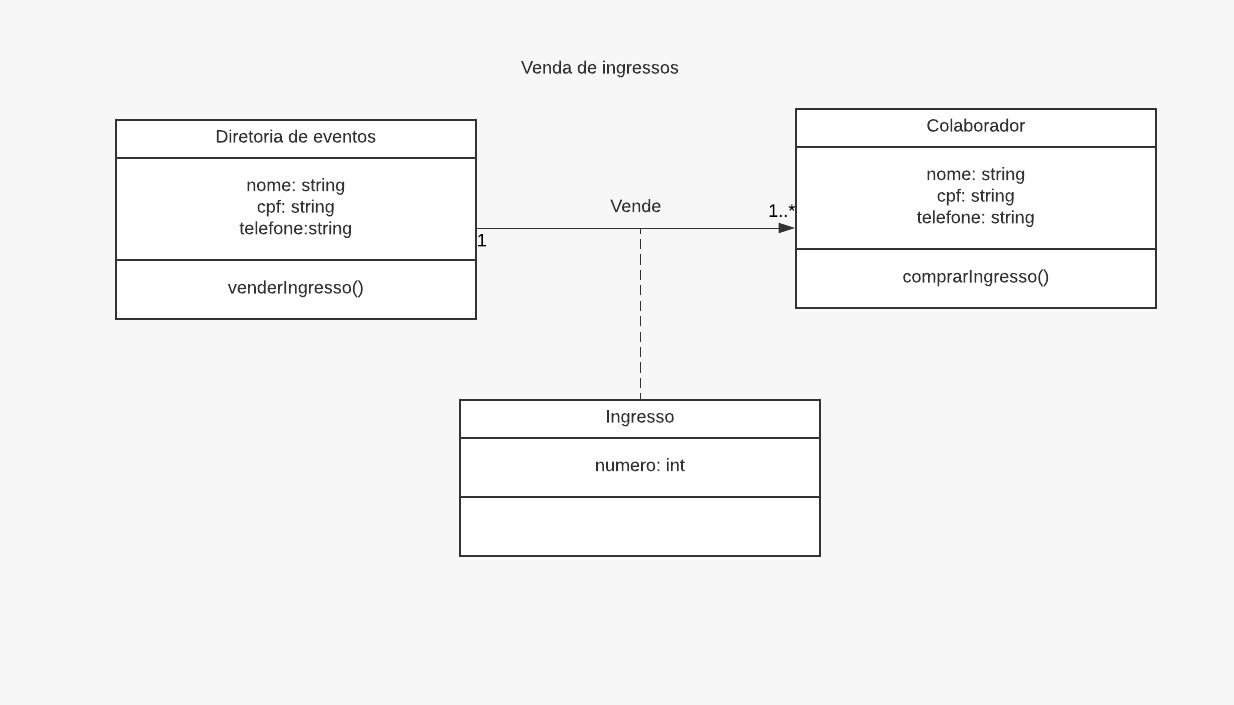 Venda de ingressos
Diretoria de eventos
nome: string
cpf: string
telefone:string
venderIngresso()
Vende
1
1..*
Colaborador
nome: string
cpf: string
telefone: string
comprarIngresso()
Ingresso
numero: int